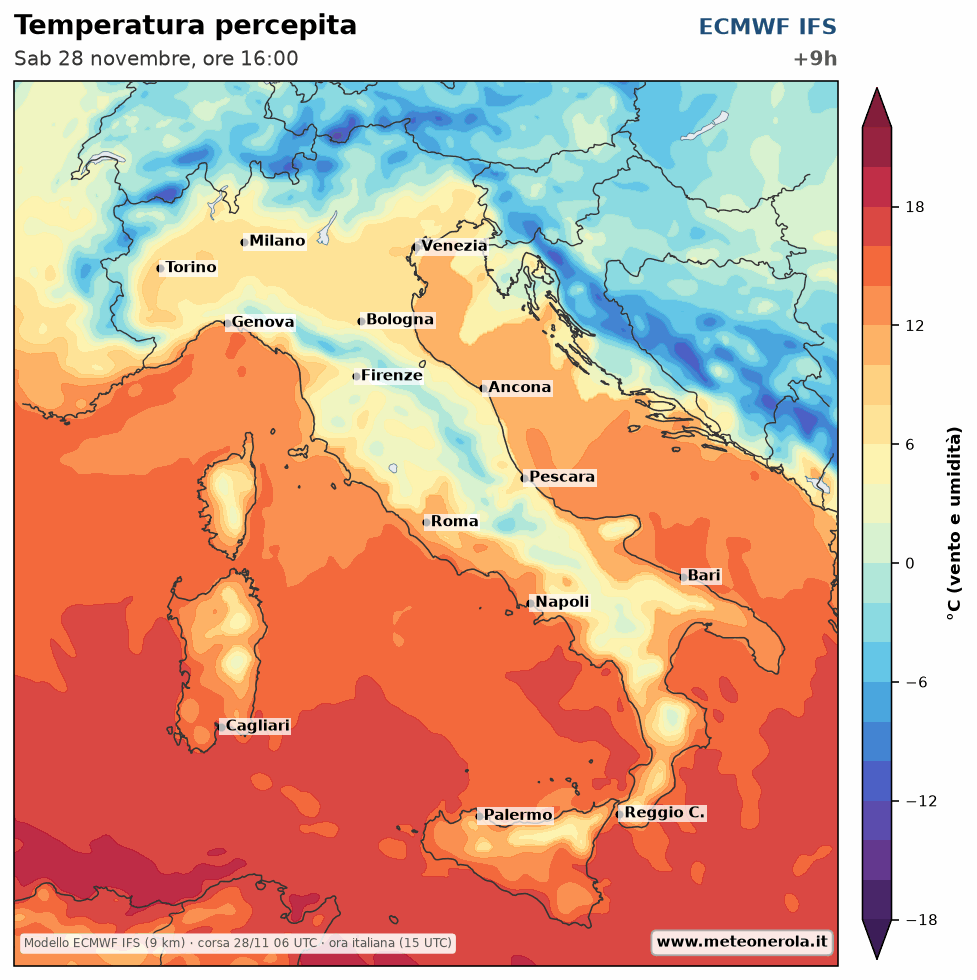 Temperatura percepita
ECMWF IFS
Sab 28 novembre, ore 16:00
+9h
Milano
Venezia
Torino
Genova
Bologna
Firenze
Ancona
Pescara
Roma
Bari
Napoli
Cagliari
Palermo
Reggio C.
18
12
6
0
−6
−12
−18
°C (vento e umidità)
Modello ECMWF IFS (9 km) · corsa 28/11 06 UTC · ora italiana (15 UTC)
www.meteonerola.it